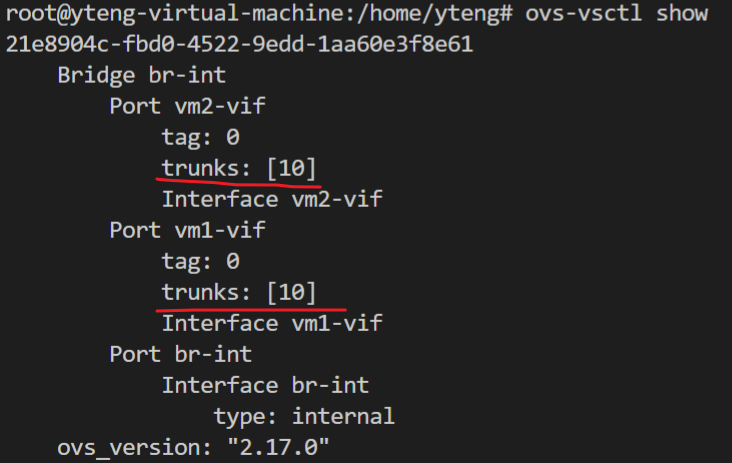 root@yteng-virtual-machine:/home/yteng# ovs-vsctl show
21e8904c-fbd0-4522-9edd-1aa60e3f8e61
    Bridge br-int
        Port vm2-vif
            tag: 0
            trunks: [10]
            Interface vm2-vif
        Port vm1-vif
            tag: 0
            trunks: [10]
            Interface vm1-vif
        Port br-int
            Interface br-int
                type: internal
    ovs_version: "2.17.0"